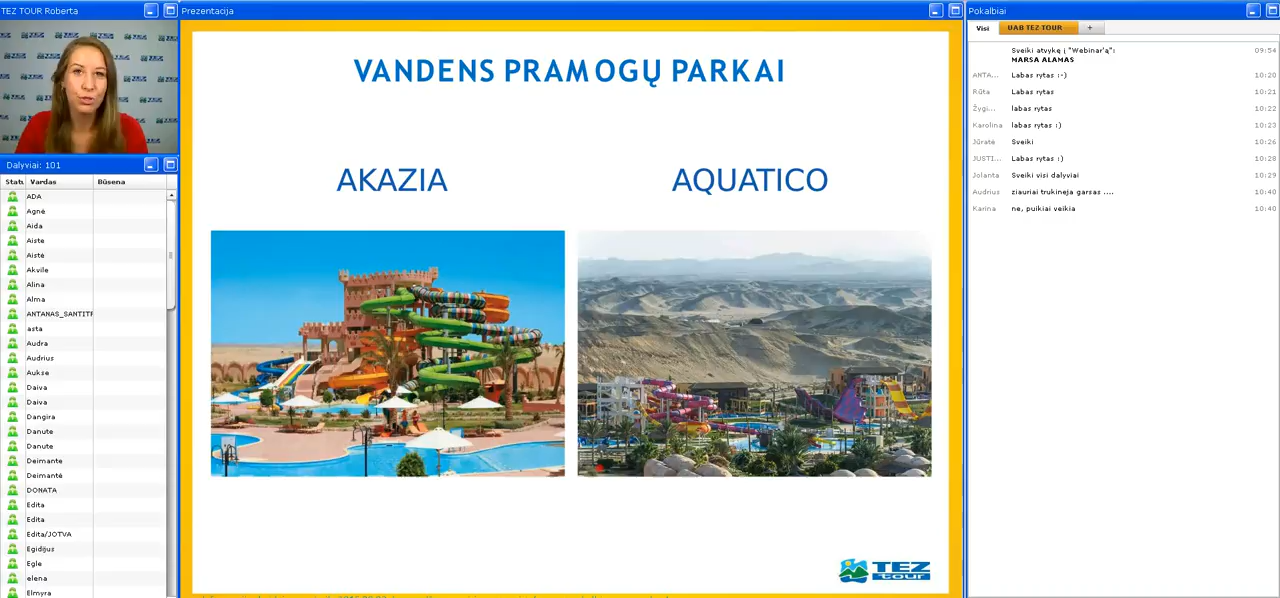 TEZ TOUR Roberta
Dalyviai: 101
Statu Vardas Būsena
ADA
Agnė
Aida
Aiste
Aistė
Akvile
Alina
Alma
ANTANAS_SANTITR
asta
Audra
Audrius
Aukse
Daiva
Daiva
Dangira
Danute
Danute
Deimante
Deimantė
DONATA
Edita
Edita
Edita/JOTVA
Egidijus
Egle
elena
Elmyra
Prezentacija
VANDENS PRAMOGŲ PARKAI
AKAZIA
AQUATICO
TEZ
tour
Pokalbiai
Visi UAB TEZ TOUR +
Sveiki atvykę į "Webinar'ą": 09:54
MARSA ALAMAS
ANTA... Labas rytas :-) 10:20
Rūta Labas rytas 10:21
Žygi... labas rytas 10:22
Karolina labas rytas :) 10:23
Jūratė Sveiki 10:26
JUSTI... Labas rytas :) 10:28
Jolanta Sveiki visi dalyviai 10:29
Audrius ziauriai trukineja garsas .... 10:40
Karina ne, puikiai veikia 10:40